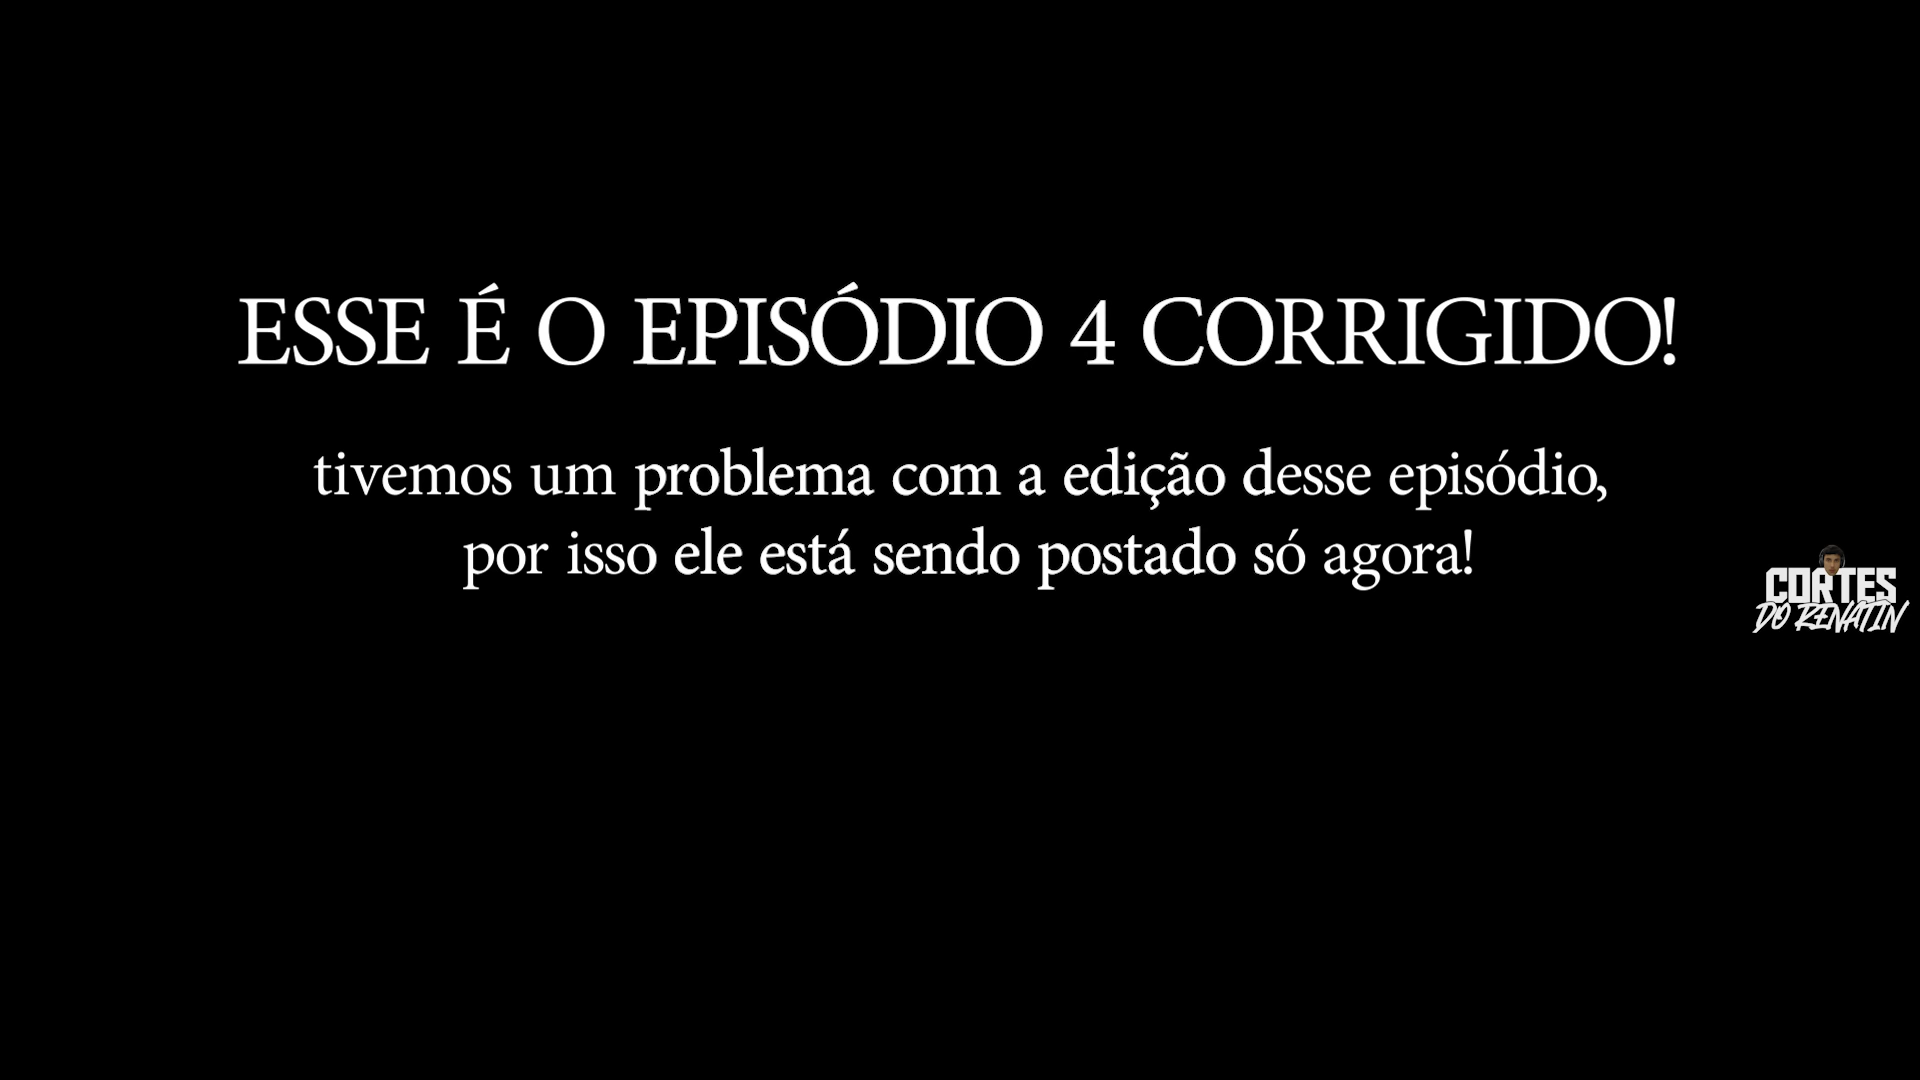 ESSE É O EPISÓDIO 4 CORRIGIDO!
tivemos um problema com a edição desse episódio,
por isso ele está sendo postado só agora!
CORTES
DO RENATIN